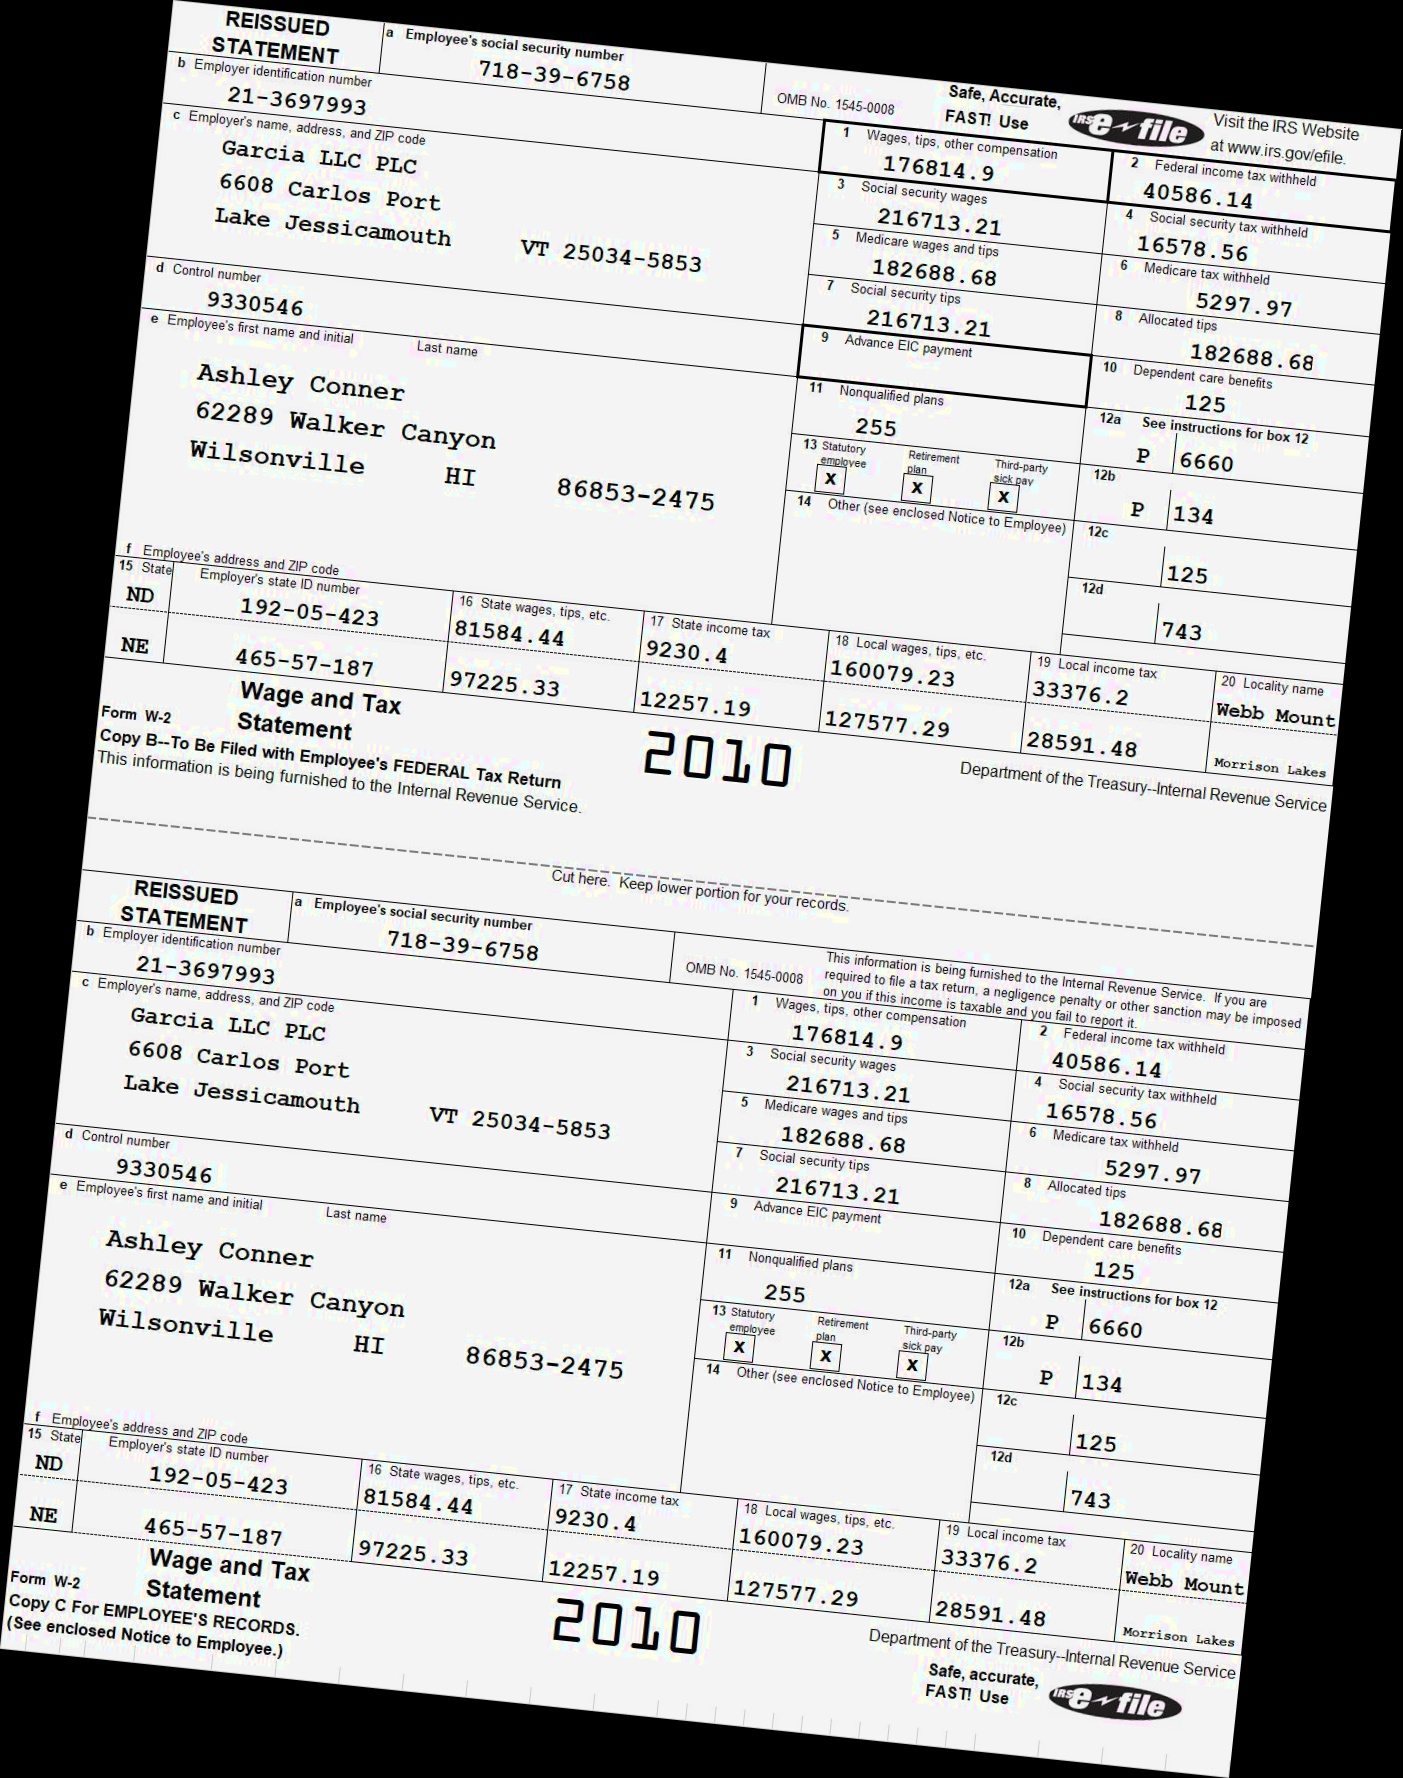 REISSUED
STATEMENT
a Employee's social security number
718-39-6758
OMB No. 1545-0008
Safe, Accurate,
FAST! Use
IRS e-file
Visit the IRS Website
at www.irs.gov/efile.
b Employer identification number
21-3697993
1 Wages, tips, other compensation
176814.9
2 Federal income tax withheld
40586.14
c Employer's name, address, and ZIP code
Garcia LLC PLC
6608 Carlos Port
Lake Jessicamouth VT 25034-5853
3 Social security wages
216713.21
4 Social security tax withheld
16578.56
5 Medicare wages and tips
182688.68
6 Medicare tax withheld
5297.97
d Control number
9330546
7 Social security tips
216713.21
8 Allocated tips
182688.68
e Employee's first name and initial Last name
Ashley Conner
62289 Walker Canyon
Wilsonville HI 86853-2475
9 Advance EIC payment
10 Dependent care benefits
125
11 Nonqualified plans
255
12a See instructions for box 12
P 6660
13 Statutory employee Retirement plan Third-party sick pay
x x x
12b
P 134
14 Other (see enclosed Notice to Employee)
12c
125
12d
743
f Employee's address and ZIP code
15 State Employer's state ID number
16 State wages, tips, etc.
17 State income tax
18 Local wages, tips, etc.
19 Local income tax
20 Locality name
ND 192-05-423 81584.44 9230.4 160079.23 33376.2 Webb Mount
NE 465-57-187 97225.33 12257.19 127577.29 28591.48 Morrison Lakes
Form W-2
Wage and Tax
Statement
2010
Department of the Treasury--Internal Revenue Service
Copy B--To Be Filed with Employee's FEDERAL Tax Return
This information is being furnished to the Internal Revenue Service.
Cut here. Keep lower portion for your records.
REISSUED
STATEMENT
a Employee's social security number
718-39-6758
OMB No. 1545-0008
This information is being furnished to the Internal Revenue Service. If you are
required to file a tax return, a negligence penalty or other sanction may be imposed
on you if this income is taxable and you fail to report it.
b Employer identification number
21-3697993
1 Wages, tips, other compensation
176814.9
2 Federal income tax withheld
40586.14
c Employer's name, address, and ZIP code
Garcia LLC PLC
6608 Carlos Port
Lake Jessicamouth VT 25034-5853
3 Social security wages
216713.21
4 Social security tax withheld
16578.56
5 Medicare wages and tips
182688.68
6 Medicare tax withheld
5297.97
d Control number
9330546
7 Social security tips
216713.21
8 Allocated tips
182688.68
e Employee's first name and initial Last name
Ashley Conner
62289 Walker Canyon
Wilsonville HI 86853-2475
9 Advance EIC payment
10 Dependent care benefits
125
11 Nonqualified plans
255
12a See instructions for box 12
P 6660
13 Statutory employee Retirement plan Third-party sick pay
x x x
12b
P 134
14 Other (see enclosed Notice to Employee)
12c
125
12d
743
f Employee's address and ZIP code
15 State Employer's state ID number
16 State wages, tips, etc.
17 State income tax
18 Local wages, tips, etc.
19 Local income tax
20 Locality name
ND 192-05-423 81584.44 9230.4 160079.23 33376.2 Webb Mount
NE 465-57-187 97225.33 12257.19 127577.29 28591.48 Morrison Lakes
Form W-2
Wage and Tax
Statement
2010
Department of the Treasury--Internal Revenue Service
Copy C For EMPLOYEE'S RECORDS.
(See enclosed Notice to Employee.)
Safe, accurate,
FAST! Use
IRS e-file